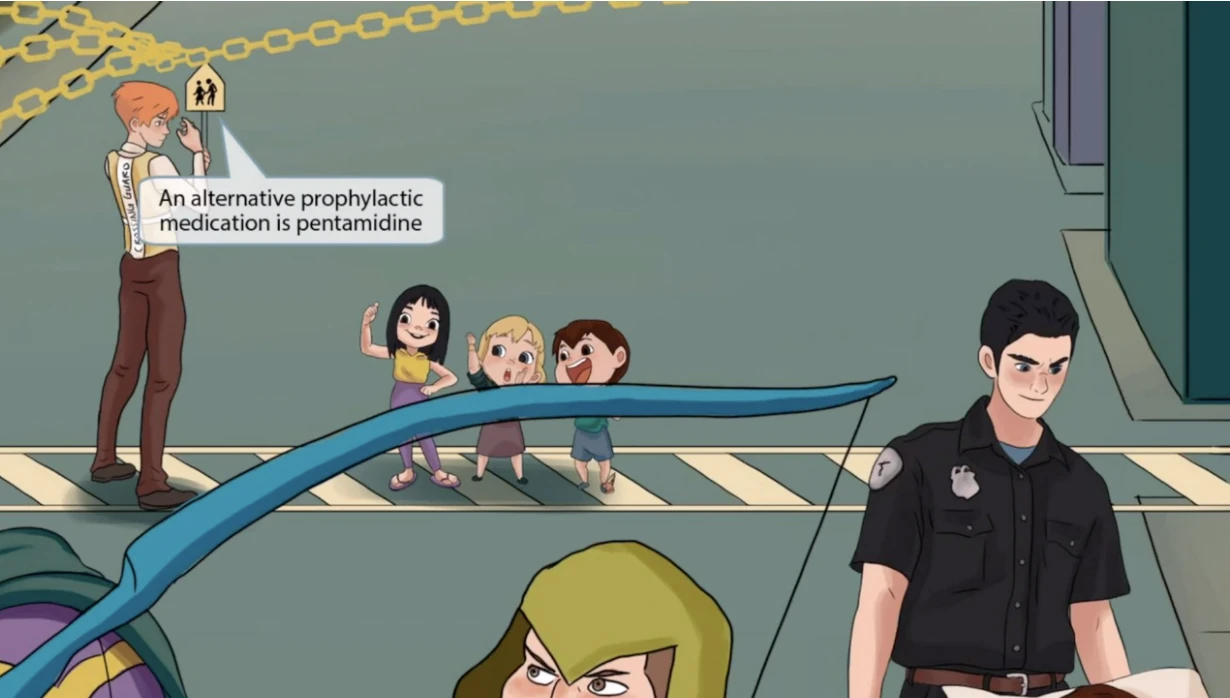 An alternative prophylactic
medication is pentamidine
CROSSING GUARD